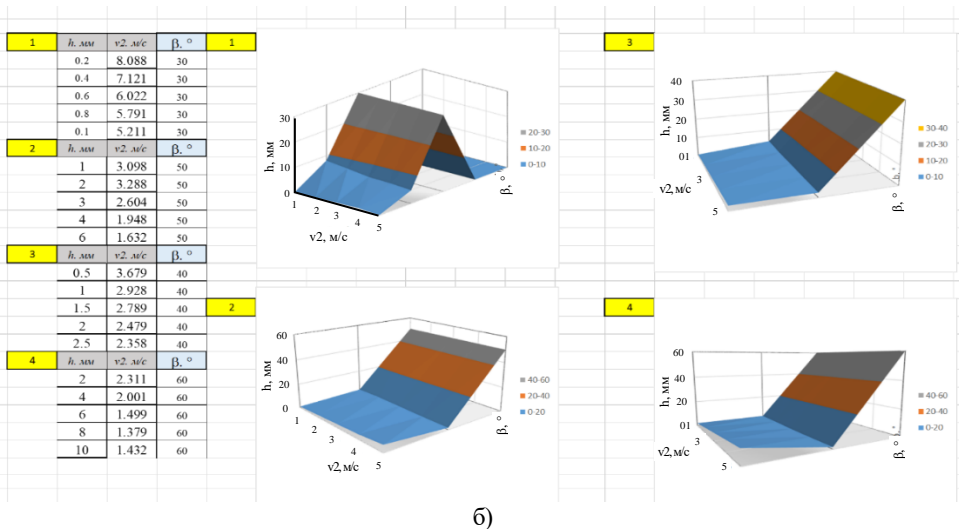 1 h. мм v2. м/с β. ° 1
0.2 8.088 30
0.4 7.121 30
0.6 6.022 30
0.8 5.791 30
0.1 5.211 30
2 h. мм v2. м/с β. °
1 3.098 50
2 3.288 50
3 2.604 50
4 1.948 50
6 1.632 50
3 h. мм v2. м/с β. °
0.5 3.679 40
1 2.928 40
1.5 2.789 40
2 2.479 40
2.5 2.358 40
4 h. мм v2. м/с β. °
2 2.311 60
4 2.001 60
6 1.499 60
8 1.379 60
10 1.432 60
30
20
10
0
h, мм
1 2 3 4 5
v2, м/с
β, °
20-30
10-20
0-10
3
40
30
20
10
01
h, мм
3
5
v2, м/с
β, °
30-40
20-30
10-20
0-10
2
60
40
20
0
h, мм
1 2 3 4 5
v2, м/с
β, °
40-60
20-40
0-20
4
60
40
20
01
h, мм
3
5
v2, м/с
β, °
40-60
20-40
0-20
б)